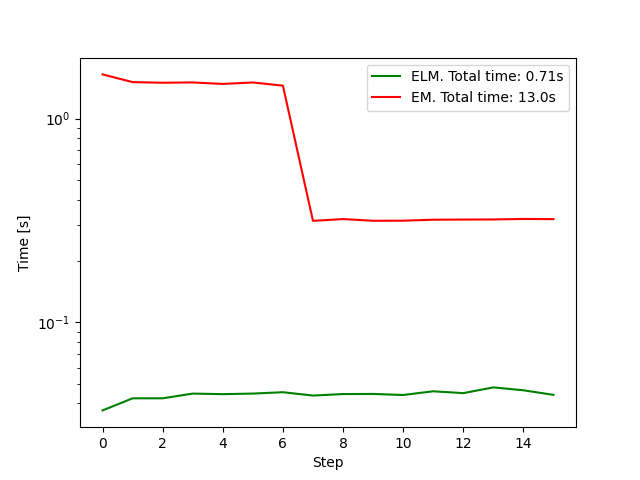 ELM. Total time: 0.71s
EM. Total time: 13.0s
10⁰
10⁻¹
Time [s]
0 2 4 6 8 10 12 14
Step